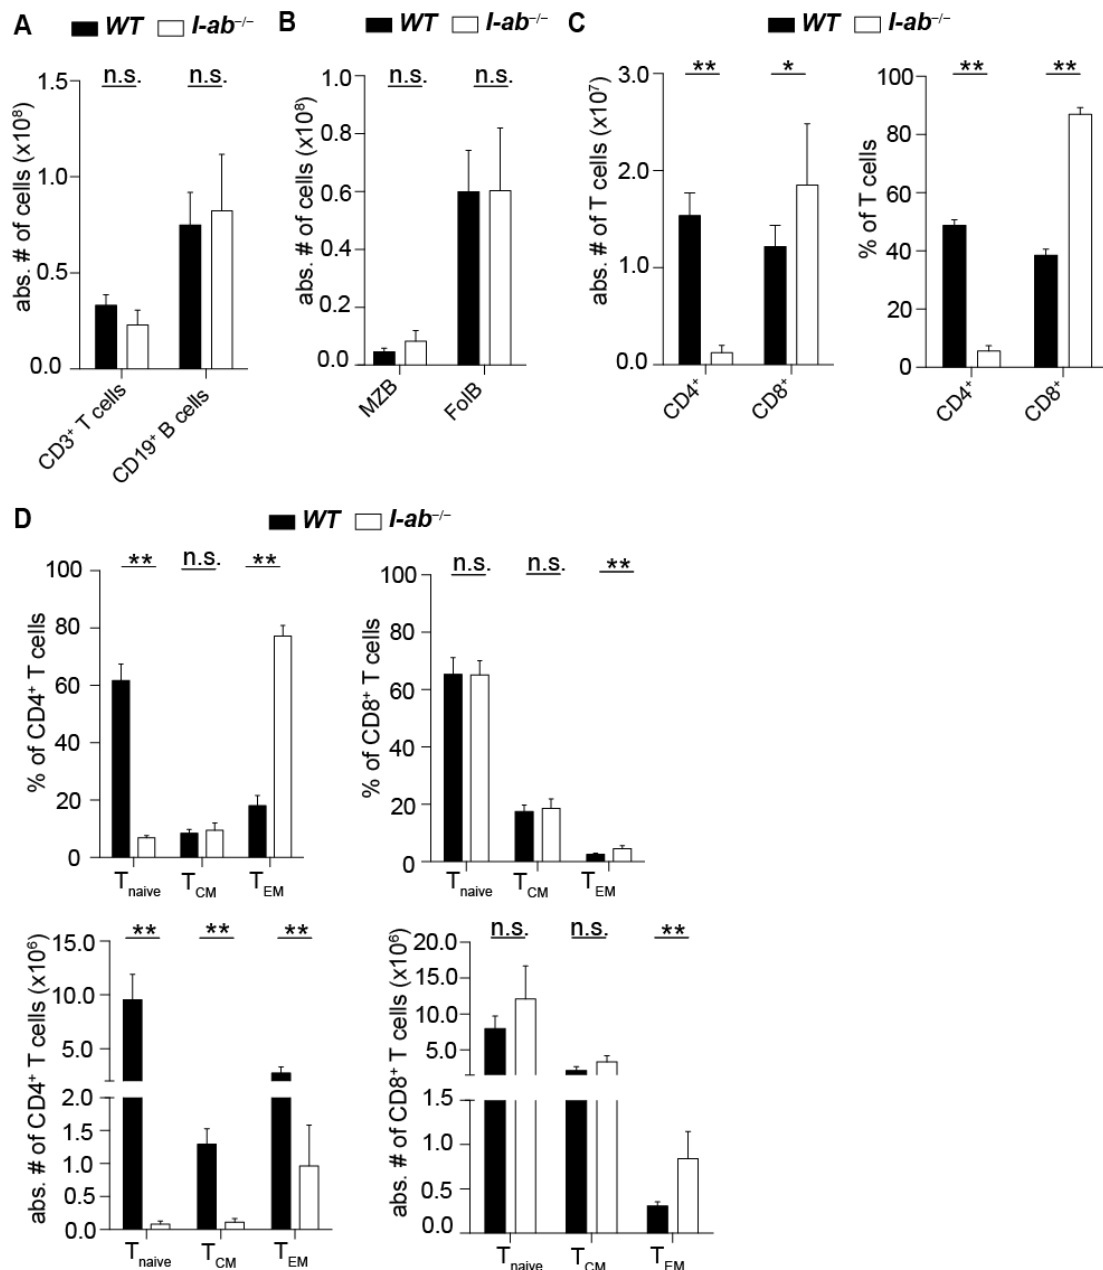 A
WT I-ab–/–
n.s. n.s.
abs. # of cells (x10⁸)
1.5
1.0
0.5
0.0
CD3⁺ T cells
CD19⁺ B cells
B
WT I-ab–/–
n.s. n.s.
abs. # of cells (x10⁸)
1.0
0.8
0.6
0.4
0.2
0.0
MZB
FolB
C
WT I-ab–/–
** *
abs. # of T cells (x10⁷)
3.0
2.0
1.0
0.0
CD4⁺
CD8⁺
** **
% of T cells
100
80
60
40
20
0
CD4⁺
CD8⁺
D
WT I-ab–/–
** n.s. **
% of CD4⁺ T cells
100
80
60
40
20
0
Tnaive TCM TEM
n.s. n.s. **
% of CD8⁺ T cells
100
80
60
40
20
0
Tnaive TCM TEM
** ** **
abs. # of CD4⁺ T cells (x10⁶)
15.0
10.0
5.0
2.0
1.5
1.0
0.5
0.0
Tnaive TCM TEM
n.s. n.s. **
abs. # of CD8⁺ T cells (x10⁶)
20.0
15.0
10.0
5.0
1.5
1.0
0.5
0.0
Tnaive TCM TEM